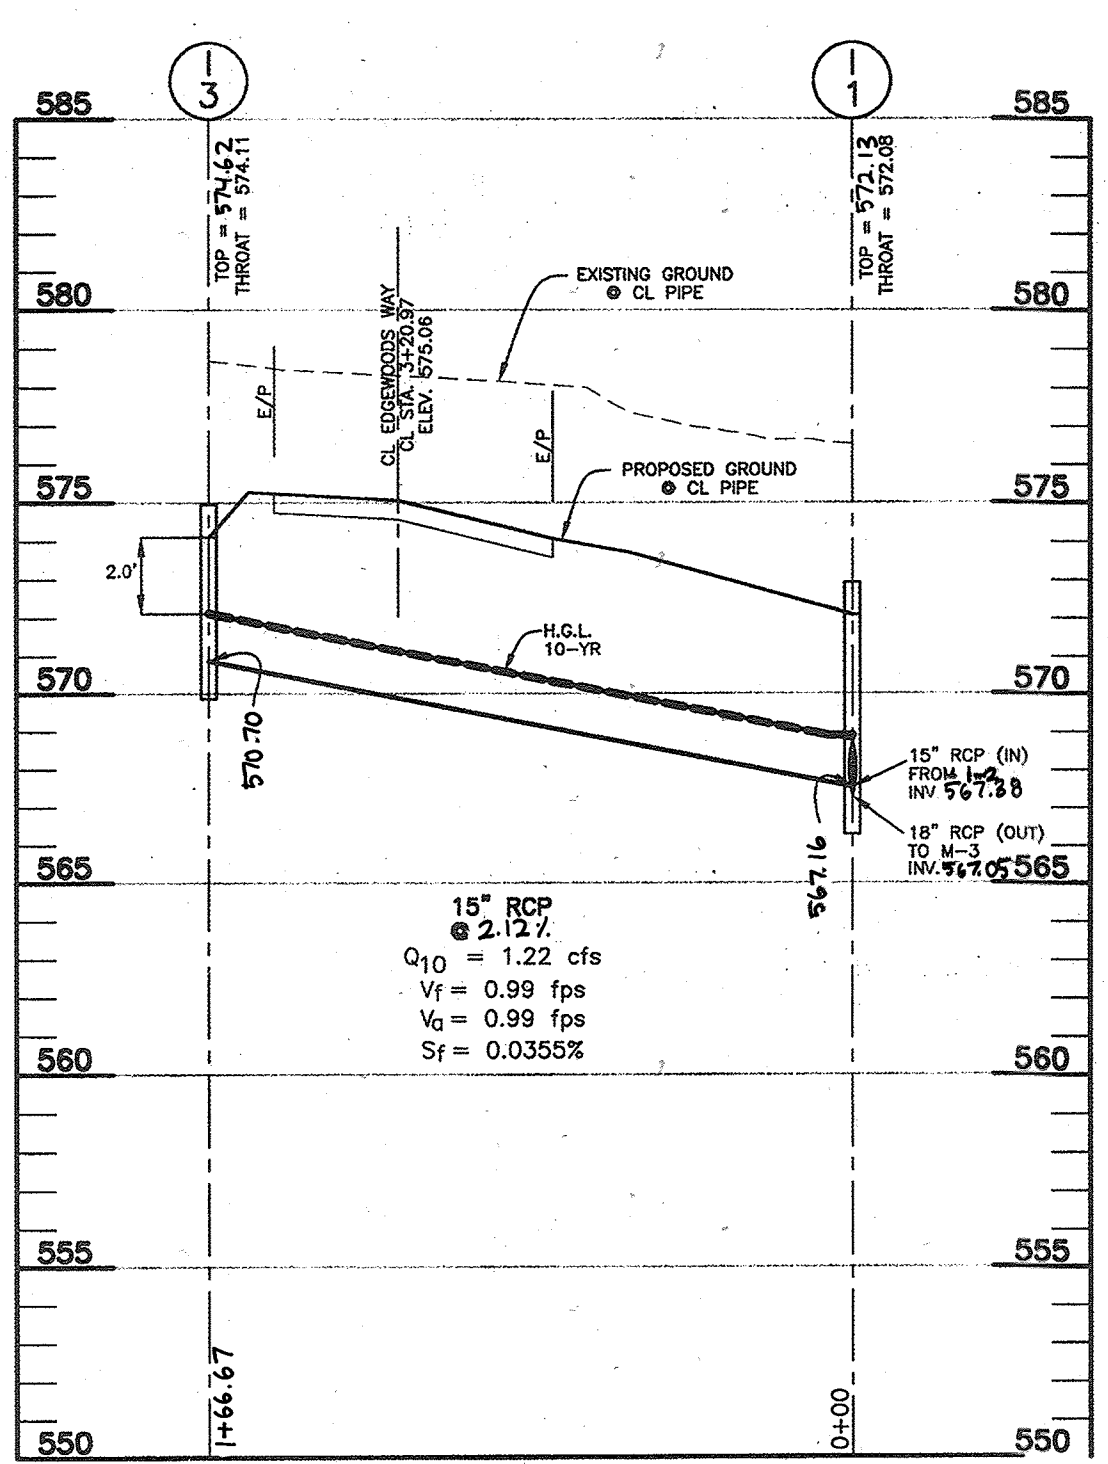 I
3
I
1
585
585
TOP = 574.62
THROAT = 574.11
TOP = 572.13
THROAT = 572.08
580
580
EXISTING GROUND
@ CL PIPE
CL EDGEWOODS WAY
CL STA. 3+20.97
ELEV. 575.06
E/P
E/P
575
575
PROPOSED GROUND
@ CL PIPE
2.0'
H.G.L.
10-YR
570
570
570.70
15" RCP (IN)
FROM 1-2
INV 567.38
18" RCP (OUT)
TO M-3
INV. 567.05
567.16
565
565
15" RCP
@ 2.12%
Q10 = 1.22 cfs
Vf = 0.99 fps
Va = 0.99 fps
Sf = 0.0355%
560
560
555
555
1+66.67
0+00
550
550